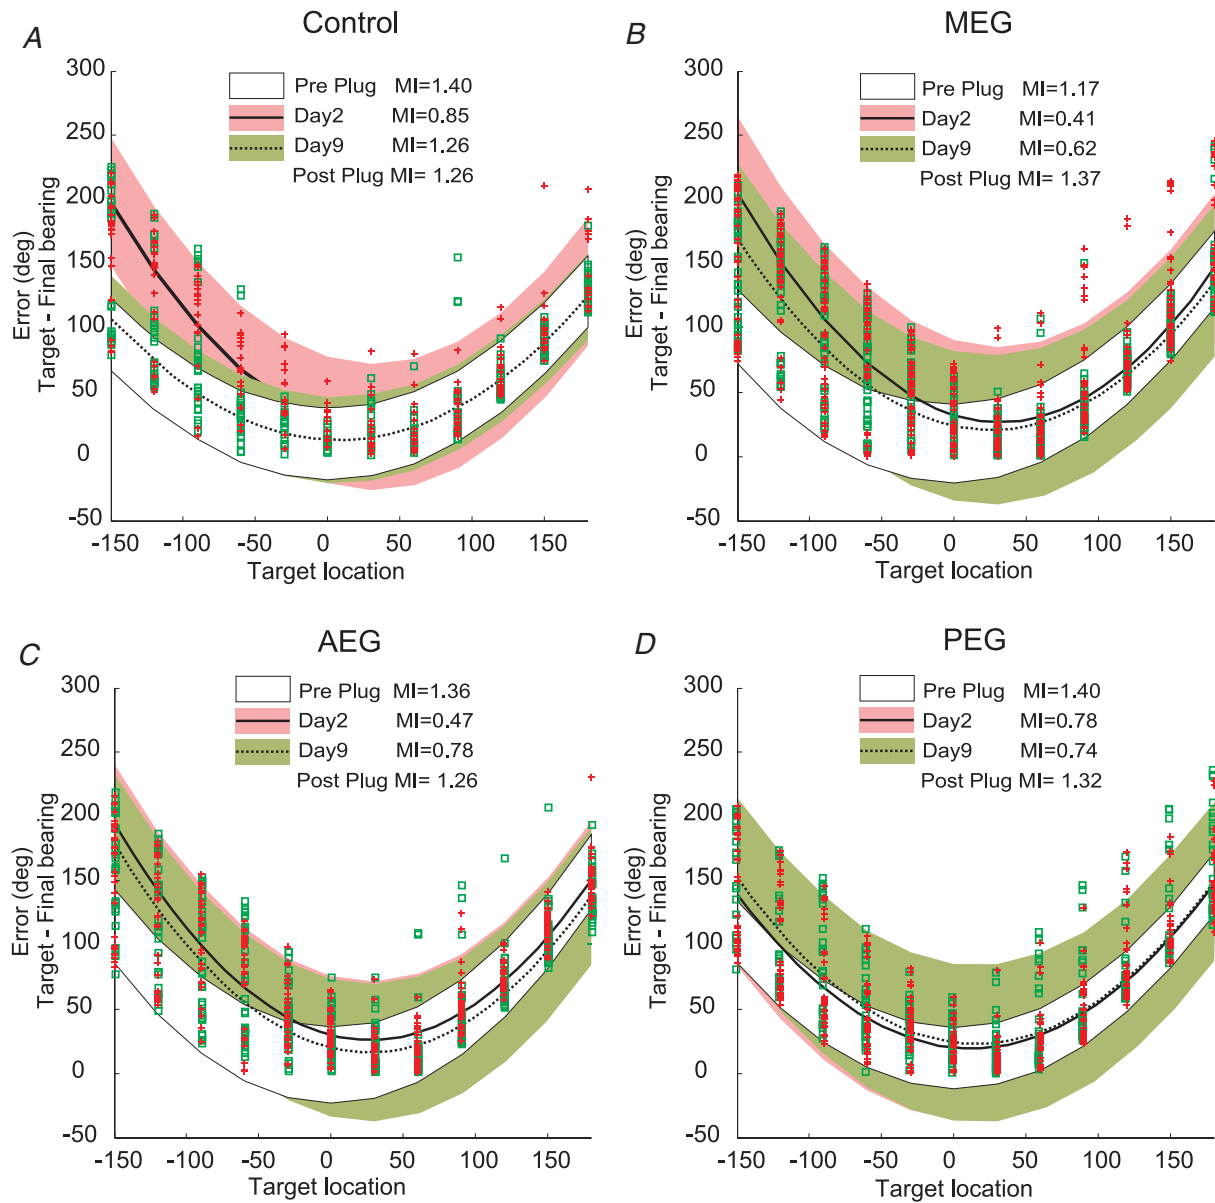 A
Control
300
250
200
150
100
50
0
-50
Error (deg)
Target - Final bearing
Pre Plug MI=1.40
Day2 MI=0.85
Day9 MI=1.26
Post Plug MI = 1.26
-150 -100 -50 0 50 100 150
Target location
B
MEG
300
250
200
150
100
50
0
-50
Error (deg)
Target - Final bearing
Pre Plug MI=1.17
Day2 MI=0.41
Day9 MI=0.62
Post Plug MI= 1.37
-150 -100 -50 0 50 100 150
Target location
C
AEG
300
250
200
150
100
50
0
-50
Error (deg)
Target - Final bearing
Pre Plug MI=1.36
Day2 MI=0.47
Day9 MI=0.78
Post Plug MI= 1.26
-150 -100 -50 0 50 100 150
Target location
D
PEG
300
250
200
150
100
50
0
-50
Error (deg)
Target - Final bearing
Pre Plug MI=1.40
Day2 MI=0.78
Day9 MI=0.74
Post Plug MI= 1.32
-150 -100 -50 0 50 100 150
Target location